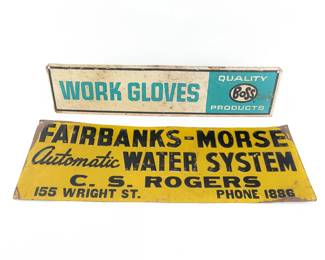 WORK GLOVES
QUALITY
BOSS
PRODUCTS
FAIRBANKS-MORSE
Automatic WATER SYSTEM
C. S. ROGERS
155 WRIGHT ST. PHONE 1886